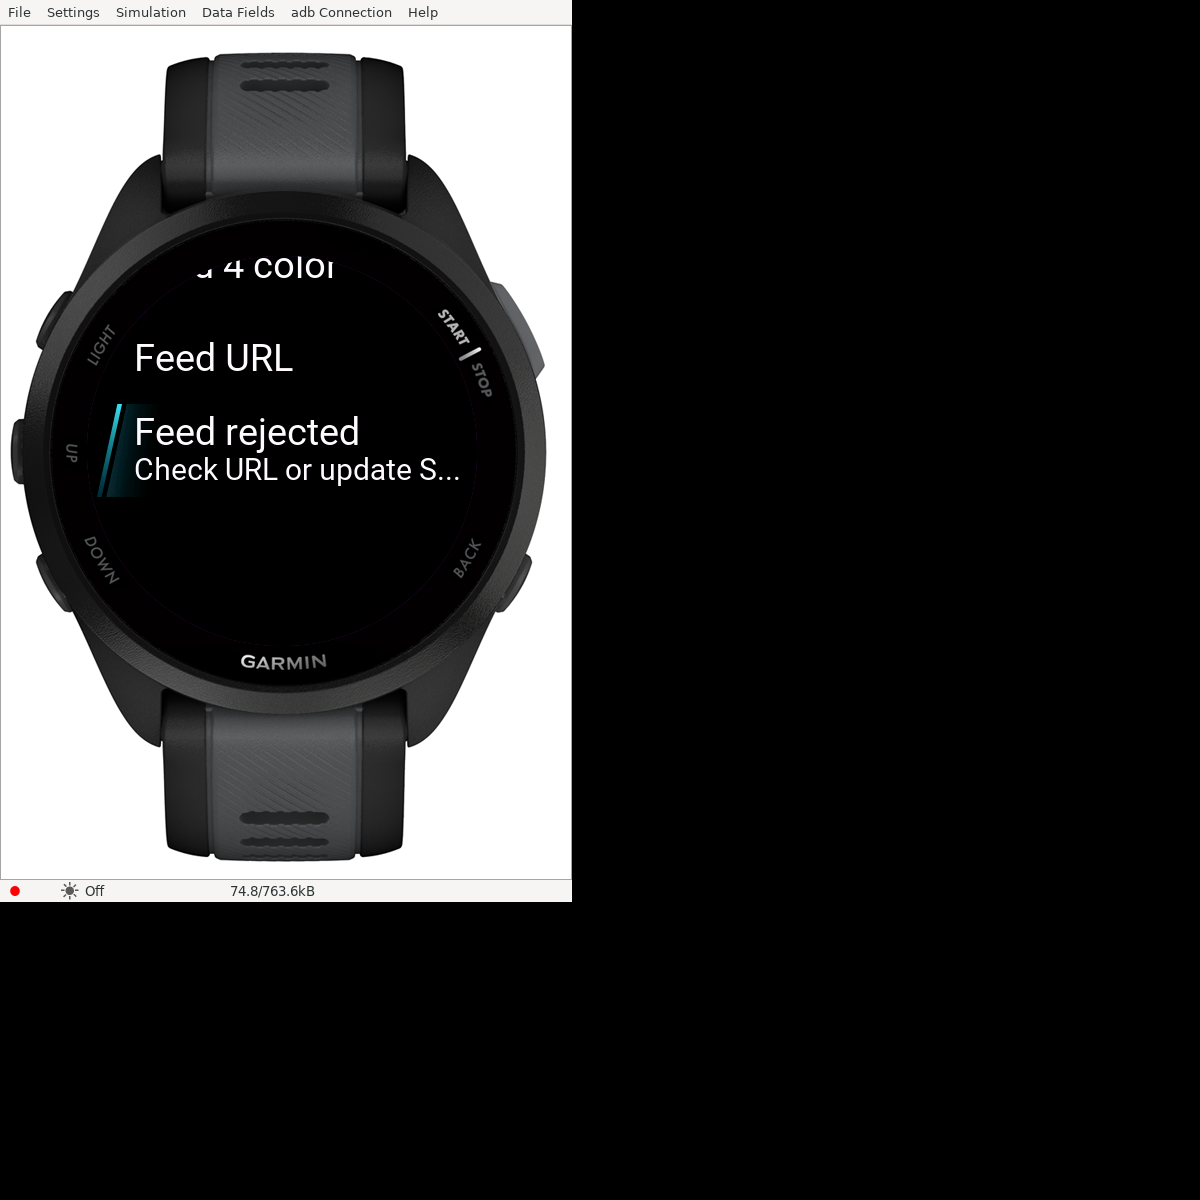 File Settings Simulation Data Fields adb Connection Help
4 color
START
LIGHT
STOP
Feed URL
Feed rejected
UP
Check URL or update S...
DOWN
BACK
GARMIN
Off 74.8/763.6kB